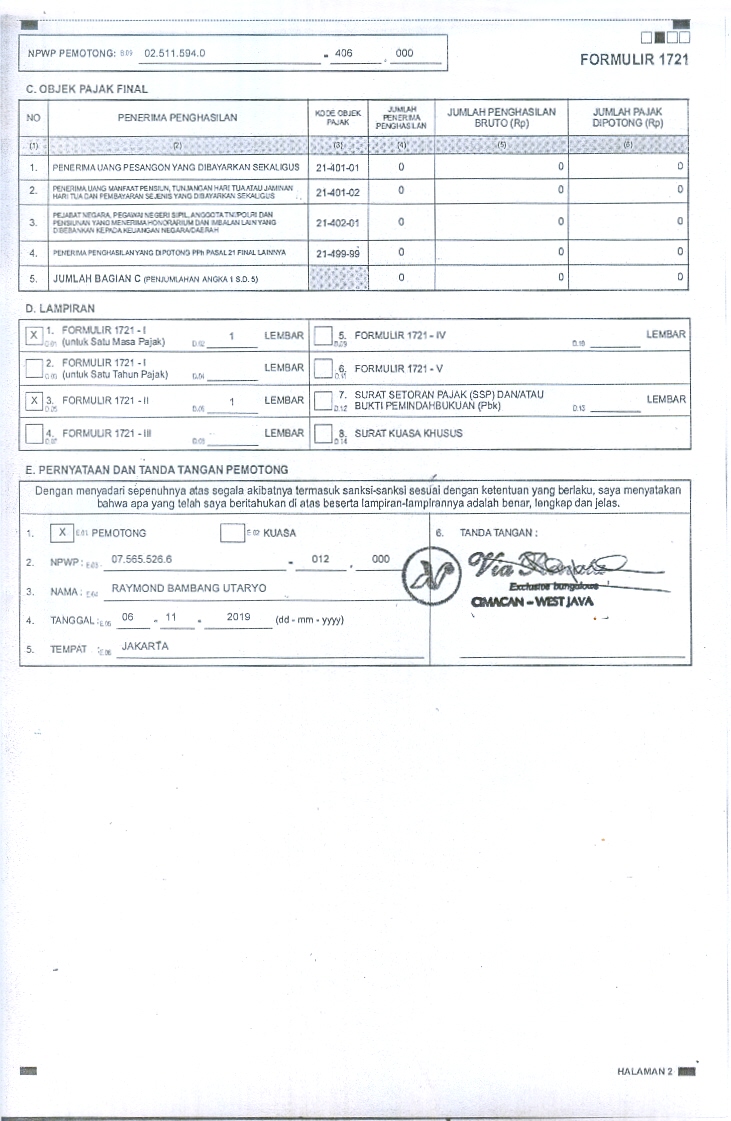 NPWP PEMOTONG: B.09 02.511.594.0 - 406 . 000
FORMULIR 1721
C. OBJEK PAJAK FINAL
NO PENERIMA PENGHASILAN KODE OBJEK PAJAK JUMLAH PENERIMA PENGHASILAN JUMLAH PENGHASILAN BRUTO (Rp) JUMLAH PAJAK DIPOTONG (Rp)
(1) (2) (3) (4) (5) (6)
1. PENERIMA UANG PESANGON YANG DIBAYARKAN SEKALIGUS 21-401-01 0 0 0
2. PENERIMA UANG MANFAAT PENSIUN, TUNJANGAN HARI TUA ATAU JAMINAN
HARI TUA DAN PEMBAYARAN SEJENIS YANG DIBAYARKAN SEKALIGUS 21-401-02 0 0 0
3. PEJABAT NEGARA, PEGAWAI NEGERI SIPIL, ANGGOTA TNI/POLRI DAN
PENSIUNAN YANG MENERIMA HONORARIUM DAN IMBALAN LAIN YANG
DIBEBANKAN KEPADA KEUANGAN NEGARA/DAERAH 21-402-01 0 0 0
4. PENERIMA PENGHASILAN YANG DIPOTONG PPh PASAL 21 FINAL LAINNYA 21-499-99 0 0 0
5. JUMLAH BAGIAN C (PENJUMLAHAN ANGKA 1 S.D. 5) 0 0 0
D. LAMPIRAN
X D.01 1. FORMULIR 1721 - I
(untuk Satu Masa Pajak) D.02 1 LEMBAR
D.03 2. FORMULIR 1721 - I
(untuk Satu Tahun Pajak) D.04 LEMBAR
X D.05 3. FORMULIR 1721 - II D.06 1 LEMBAR
D.07 4. FORMULIR 1721 - III D.08 LEMBAR
D.09 5. FORMULIR 1721 - IV D.10 LEMBAR
D.11 6. FORMULIR 1721 - V
D.12 7. SURAT SETORAN PAJAK (SSP) DAN/ATAU
BUKTI PEMINDAHBUKUAN (Pbk) D.13 LEMBAR
D.14 8. SURAT KUASA KHUSUS
E. PERNYATAAN DAN TANDA TANGAN PEMOTONG
Dengan menyadari sepenuhnya atas segala akibatnya termasuk sanksi-sanksi sesuai dengan ketentuan yang berlaku, saya menyatakan
bahwa apa yang telah saya beritahukan di atas beserta lampiran-lampirannya adalah benar, lengkap dan jelas.
1. X E.01 PEMOTONG E.02 KUASA
2. NPWP : E.03 07.565.526.6 - 012 . 000
3. NAMA : E.04 RAYMOND BAMBANG UTARYO
4. TANGGAL : E.05 06 - 11 - 2019 (dd - mm - yyyy)
5. TEMPAT : E.06 JAKARTA
6. TANDA TANGAN :
Via
Exclusive bungalows
CIMACAN - WEST JAVA
HALAMAN 2